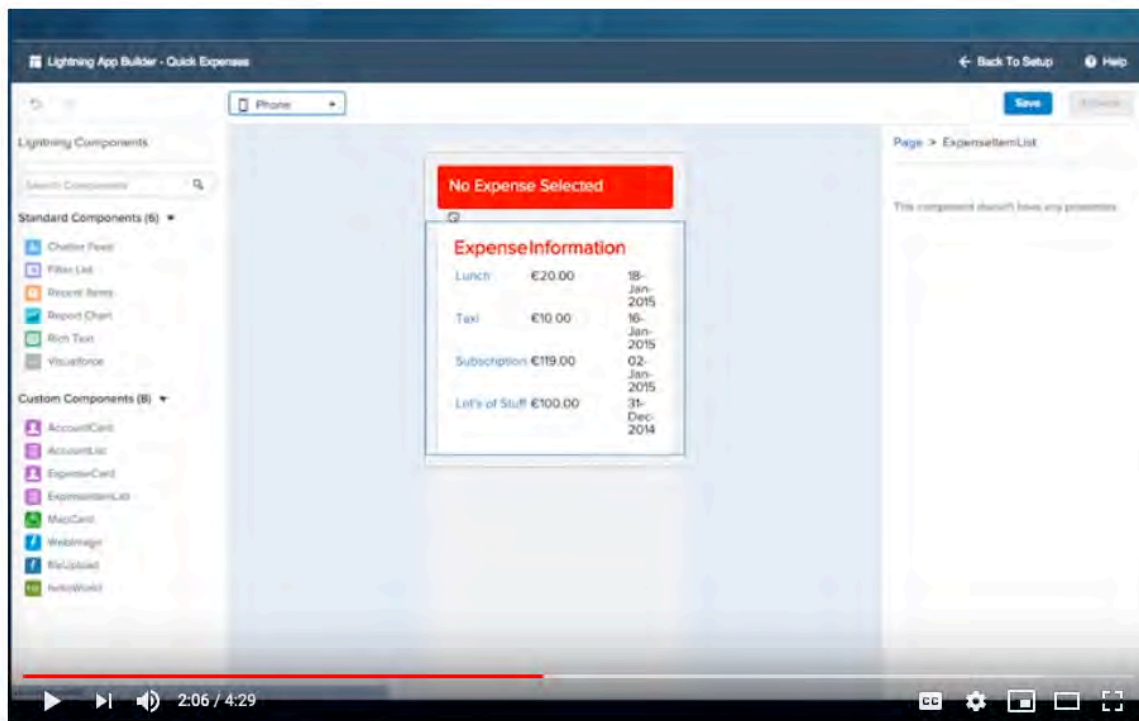 Lightning App Builder - Quick Expenses
Back To Setup
Help
Phone
Save
Lightning Components
Page > ExpenseItemList
Search Components
This component doesn't have any properties.
No Expense Selected
Standard Components (6)
Chatter Feed
Filter List
Recent Items
Report Chart
Rich Text
Visualforce
ExpenseInformation
Lunch €20.00 18-
Jan-
2015
Taxi €10.00 16-
Jan-
2015
Subscription €119.00 02-
Jan-
2015
Let's of Stuff €100.00 31-
Dec-
2014
Custom Components (8)
AccountCard
AccountList
ExpenseCard
ExpenseItemList
MapCard
WebImage
fileUpload
helloWorld
2:06 / 4:29
CC